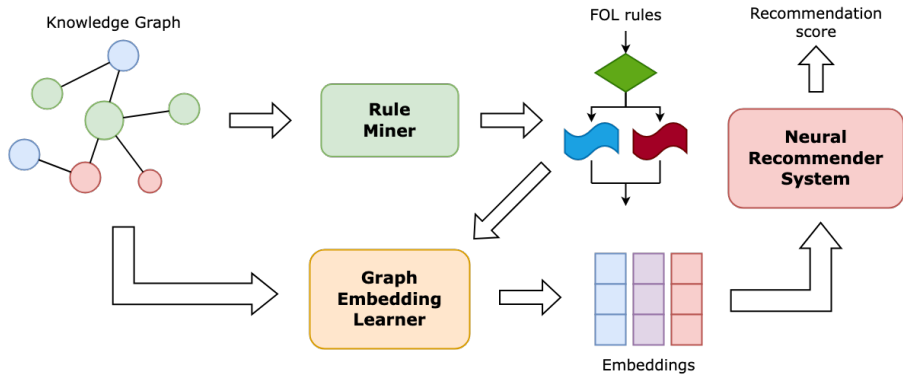 Knowledge Graph
FOL rules
Recommendation
score
Rule
Miner
Neural
Recommender
System
Graph
Embedding
Learner
Embeddings